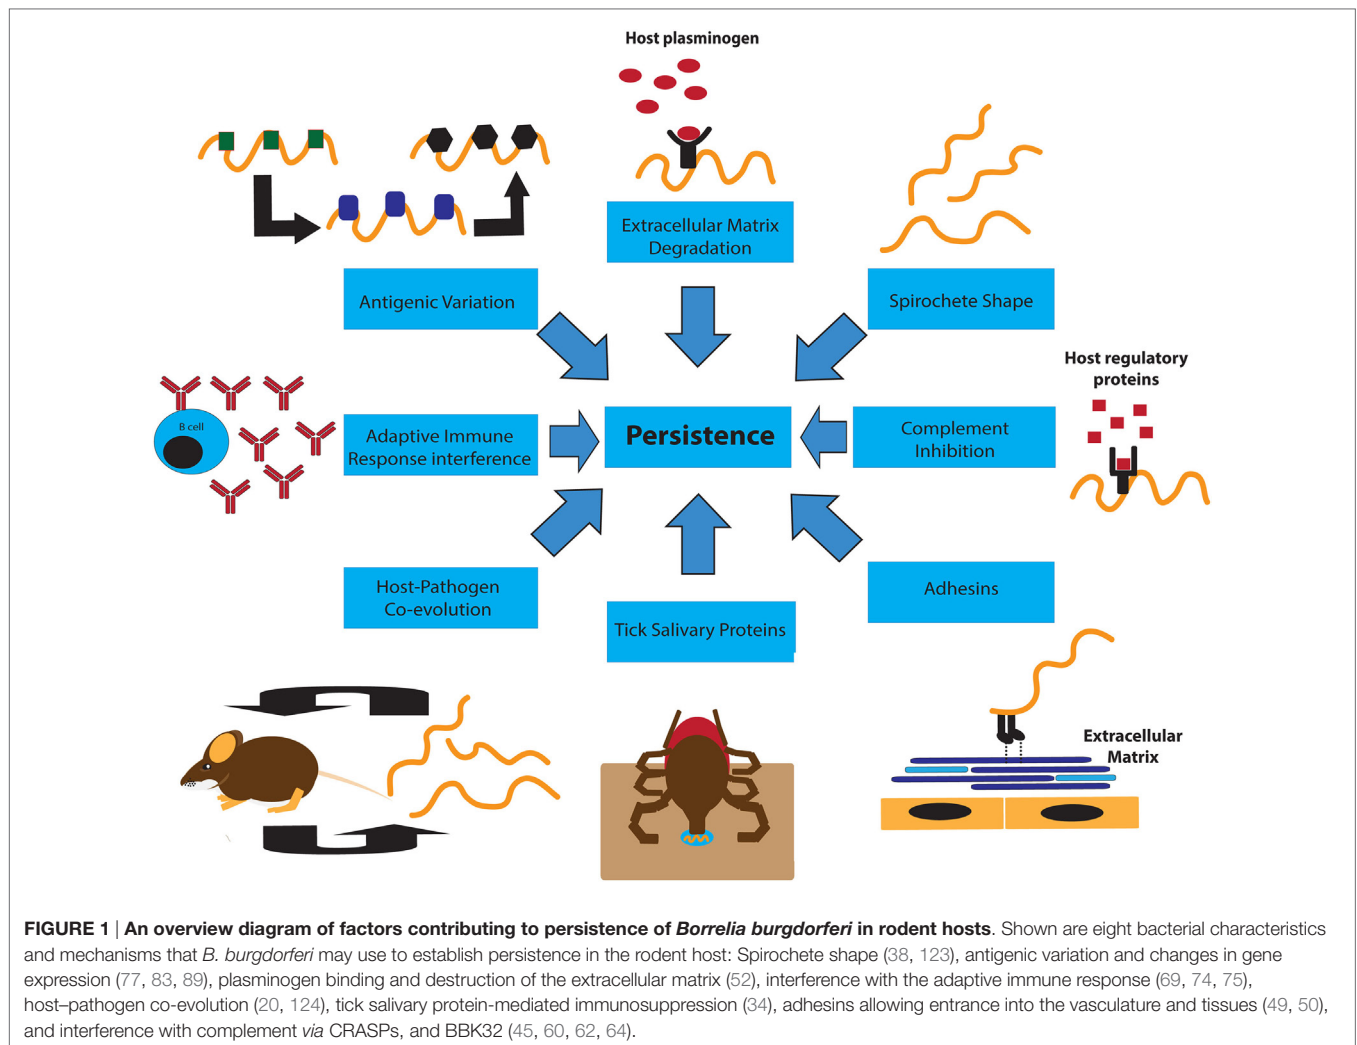 Host plasminogen
Extracellular Matrix
Degradation
Antigenic Variation
Spirochete Shape
Host regulatory
proteins
B cell
Adaptive Immune
Response interference
Persistence
Complement
Inhibition
Host-Pathogen
Co-evolution
Tick Salivary Proteins
Adhesins
Extracellular
Matrix
FIGURE 1 | An overview diagram of factors contributing to persistence of Borrelia burgdorferi in rodent hosts. Shown are eight bacterial characteristics
and mechanisms that B. burgdorferi may use to establish persistence in the rodent host: Spirochete shape (38, 123), antigenic variation and changes in gene
expression (77, 83, 89), plasminogen binding and destruction of the extracellular matrix (52), interference with the adaptive immune response (69, 74, 75),
host–pathogen co-evolution (20, 124), tick salivary protein-mediated immunosuppression (34), adhesins allowing entrance into the vasculature and tissues (49, 50),
and interference with complement via CRASPs, and BBK32 (45, 60, 62, 64).